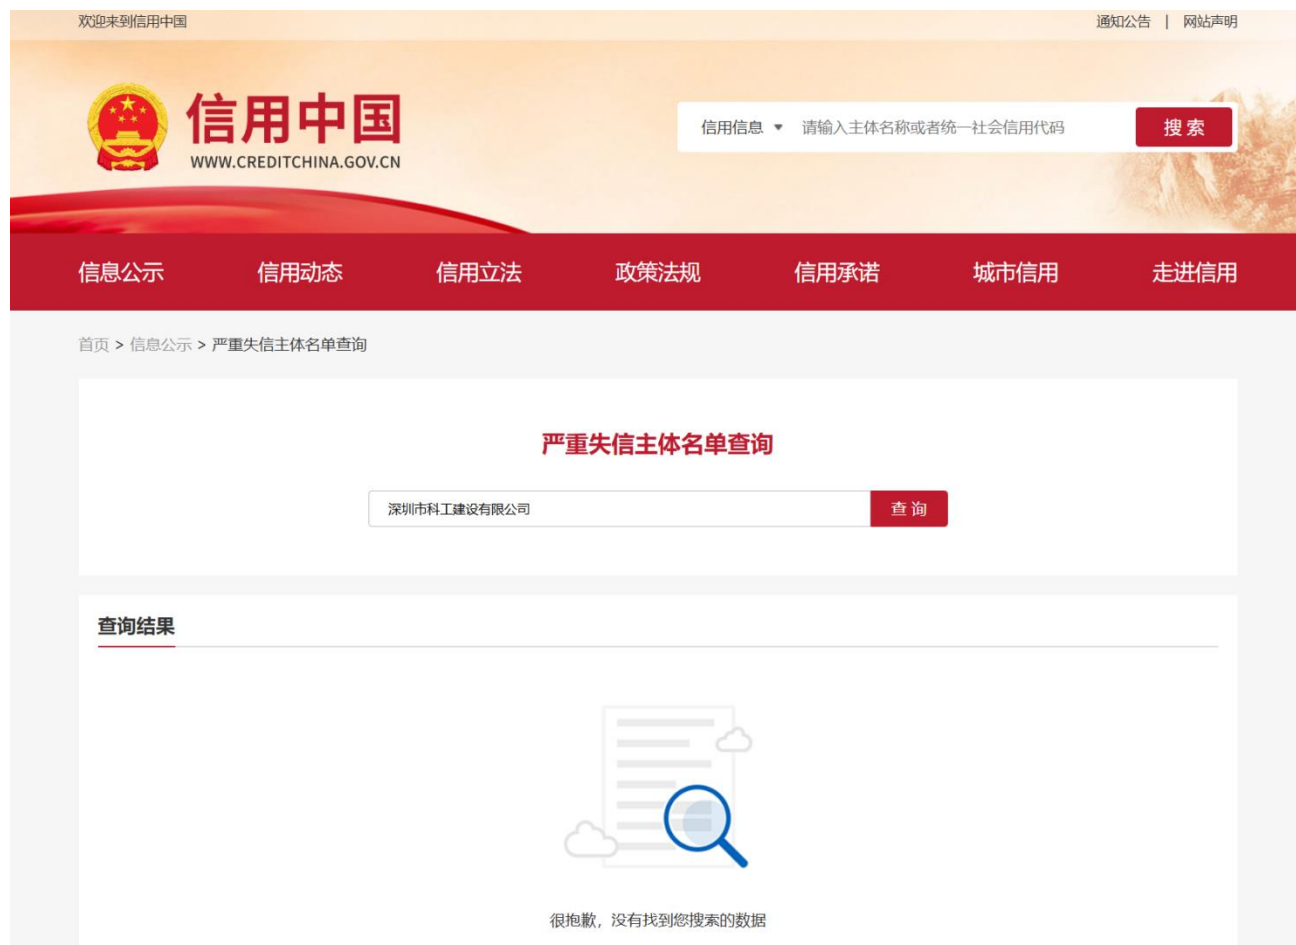 欢迎来到信用中国
通知公告 | 网站声明
信用中国
WWW.CREDITCHINA.GOV.CN
信用信息 请输入主体名称或者统一社会信用代码 搜索
信息公示 信用动态 信用立法 政策法规 信用承诺 城市信用 走进信用
首页 > 信息公示 > 严重失信主体名单查询
严重失信主体名单查询
深圳市科工建设有限公司 查询
查询结果
很抱歉，没有找到您搜索的数据